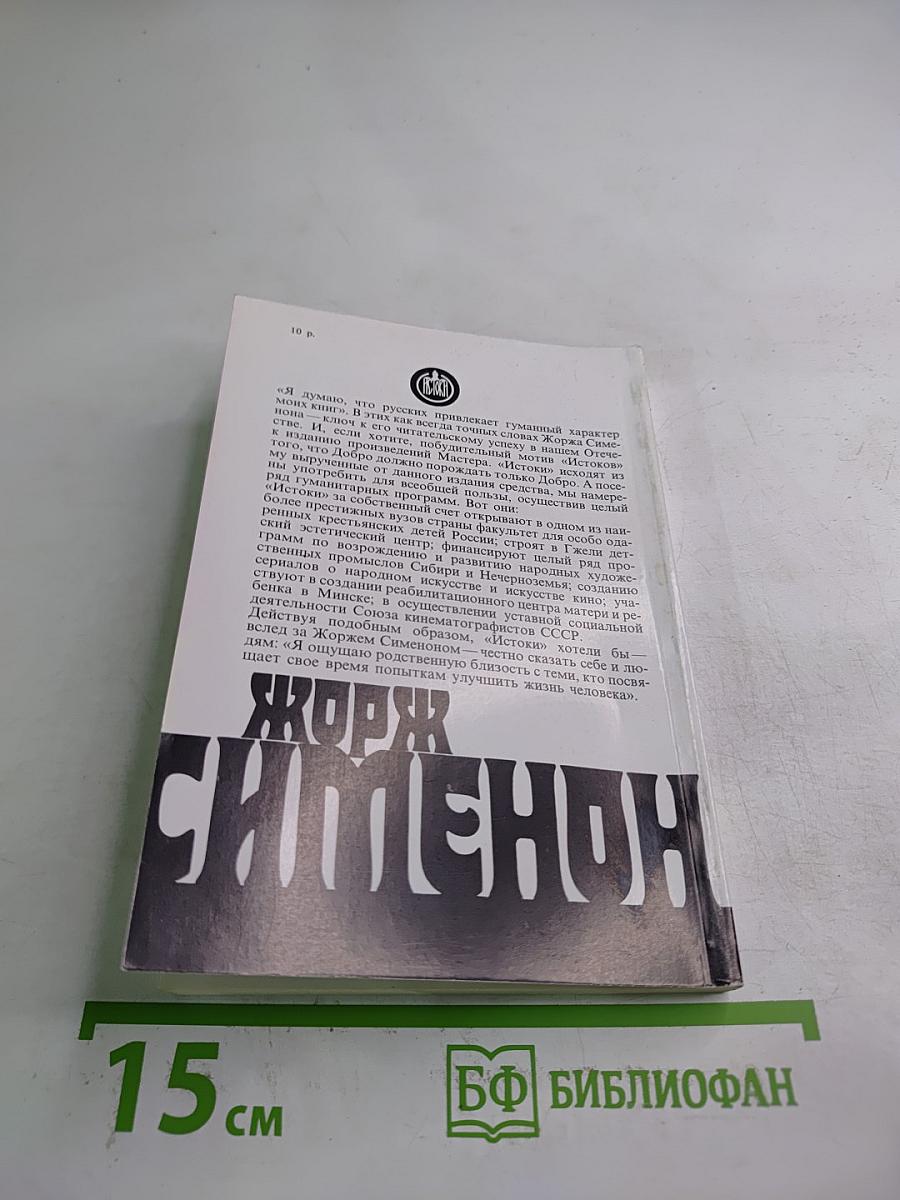 10 р.
ИСТОКИ
«Я думаю, что русских привлекает гуманный характер
моих книг». В этих как всегда точных словах Жоржа Симе-
нона — ключ к его читательскому успеху в нашем Отече-
стве. И, если хотите, побудительный мотив «Истоков»
к изданию произведений Мастера. «Истоки» исходят из
того, что Добро должно порождать только Добро. А посе-
му вырученные от данного издания средства, мы намере-
ны употребить для всеобщей пользы, осуществив целый
ряд гуманитарных программ. Вот они:
«Истоки» за собственный счет открывают в одном из наи-
более престижных вузов страны факультет для особо ода-
ренных крестьянских детей России; строят в Гжели дет-
ский эстетический центр; финансируют целый ряд про-
грамм по возрождению и развитию народных художе-
ственных промыслов Сибири и Нечерноземья; созданию
сериалов о народном искусстве и искусстве кино; уча-
ствуют в создании реабилитационного центра матери и ре-
бенка в Минске; в осуществлении уставной социальной
деятельности Союза кинематографистов СССР.
Действуя подобным образом, «Истоки» хотели бы —
вслед за Жоржем Сименоном — честно сказать себе и лю-
дям: «Я ощущаю родственную близость с теми, кто посвя-
щает свое время попыткам улучшить жизнь человека».
ЖОРЖ
СИМЕНОН
15 см
БФ БИБЛИОФАН